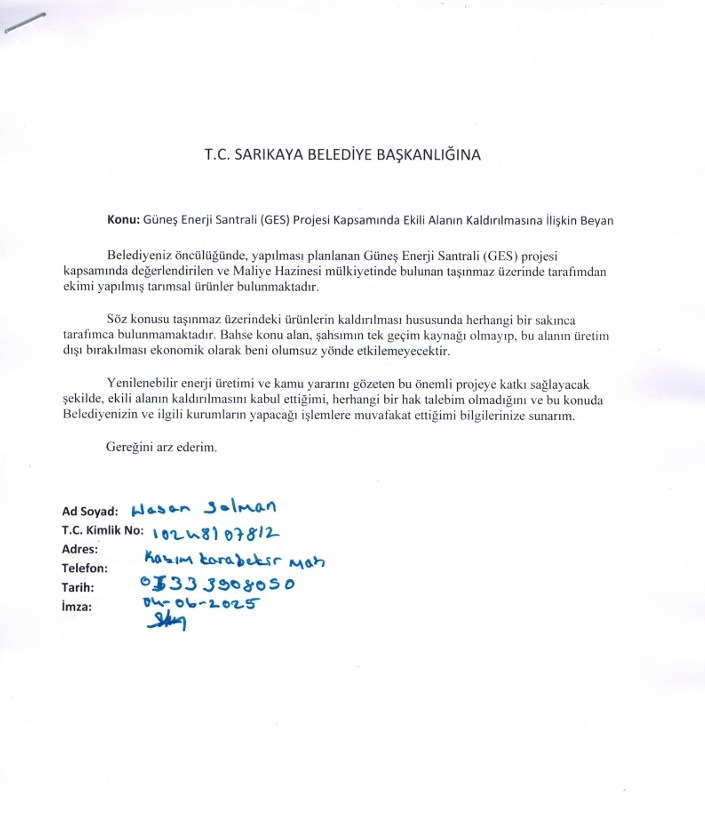 T.C. SARIKAYA BELEDİYE BAŞKANLIĞINA
Konu: Güneş Enerji Santrali (GES) Projesi Kapsamında Ekili Alanın Kaldırılmasına İlişkin Beyan
Belediyeniz öncülüğünde, yapılması planlanan Güneş Enerji Santrali (GES) projesi
kapsamında değerlendirilen ve Maliye Hazinesi mülkiyetinde bulunan taşınmaz üzerinde tarafımdan
ekimi yapılmış tarımsal ürünler bulunmaktadır.
Söz konusu taşınmaz üzerindeki ürünlerin kaldırılması hususunda herhangi bir sakınca
tarafımca bulunmamaktadır. Bahse konu alan, şahsımın tek geçim kaynağı olmayıp, bu alanın üretim
dışı bırakılması ekonomik olarak beni olumsuz yönde etkilemeyecektir.
Yenilenebilir enerji üretimi ve kamu yararını gözeten bu önemli projeye katkı sağlayacak
şekilde, ekili alanın kaldırılmasını kabul ettiğimi, herhangi bir hak talebim olmadığını ve bu konuda
Belediyenizin ve ilgili kurumların yapacağı işlemlere muvafakat ettiğimi bilgilerinize sunarım.
Gereğini arz ederim.
Ad Soyad: Hasan Salman
T.C. Kimlik No: 10248107812
Adres: Kazım Karabekir Mah
Telefon: 05333908050
Tarih: 04-06-2025
İmza: